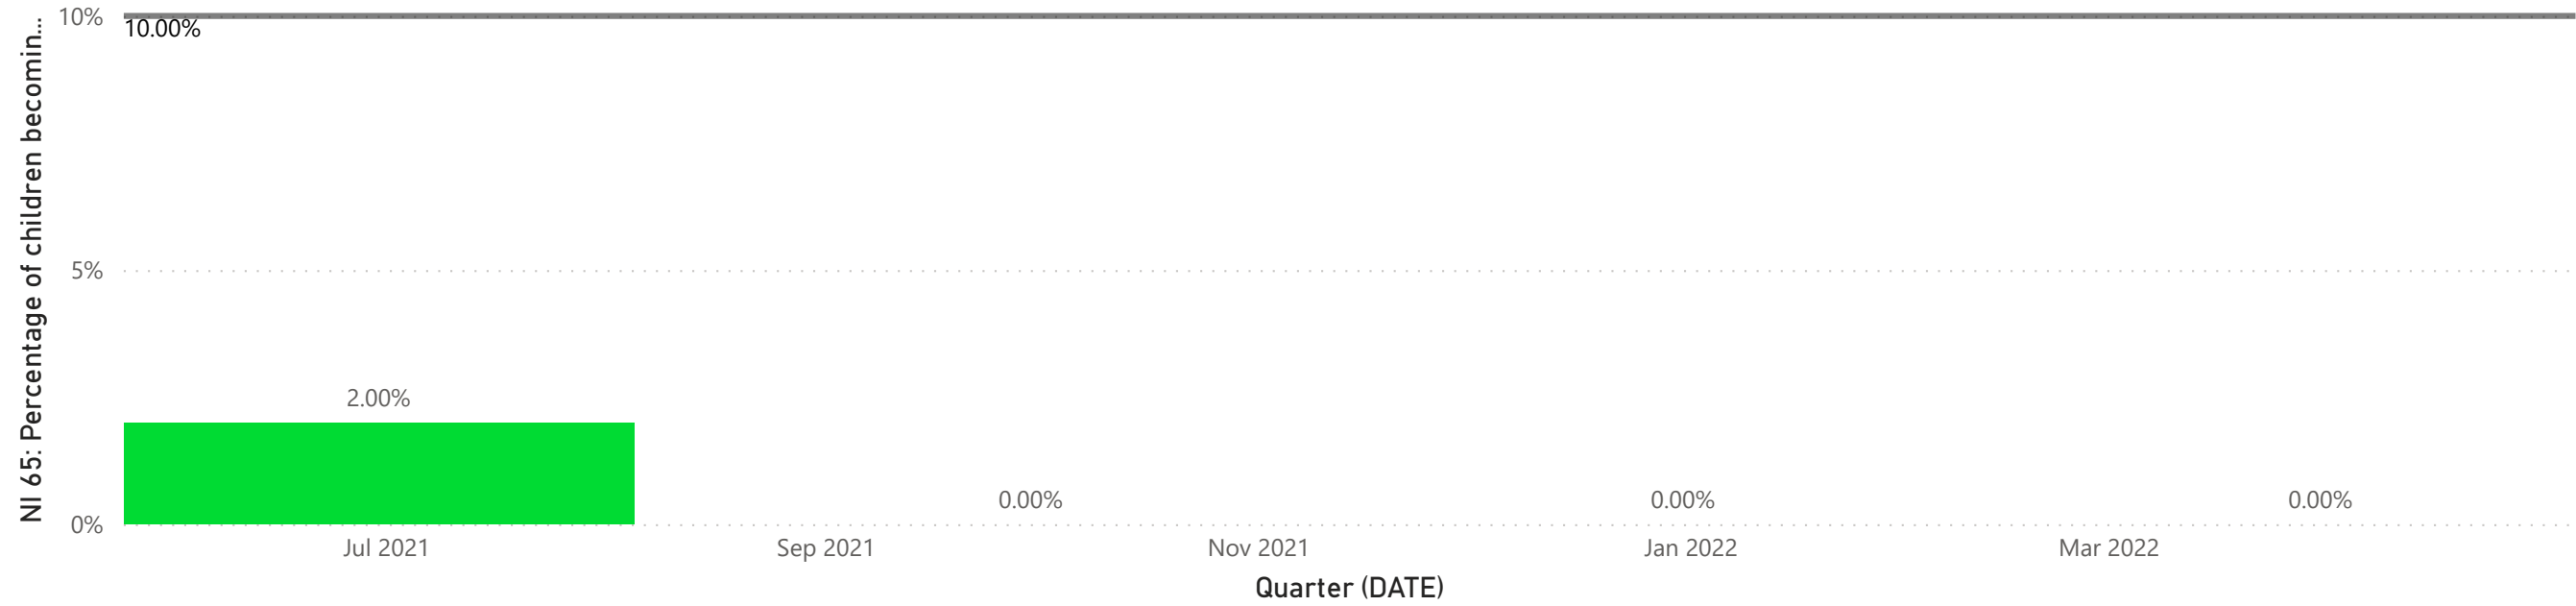 NI 65: Percentage of children becomin...
10%
10.00%
5%
2.00%
0.00%
0.00%
0.00%
0%
Jul 2021
Sep 2021
Nov 2021
Jan 2022
Mar 2022
Quarter (DATE)